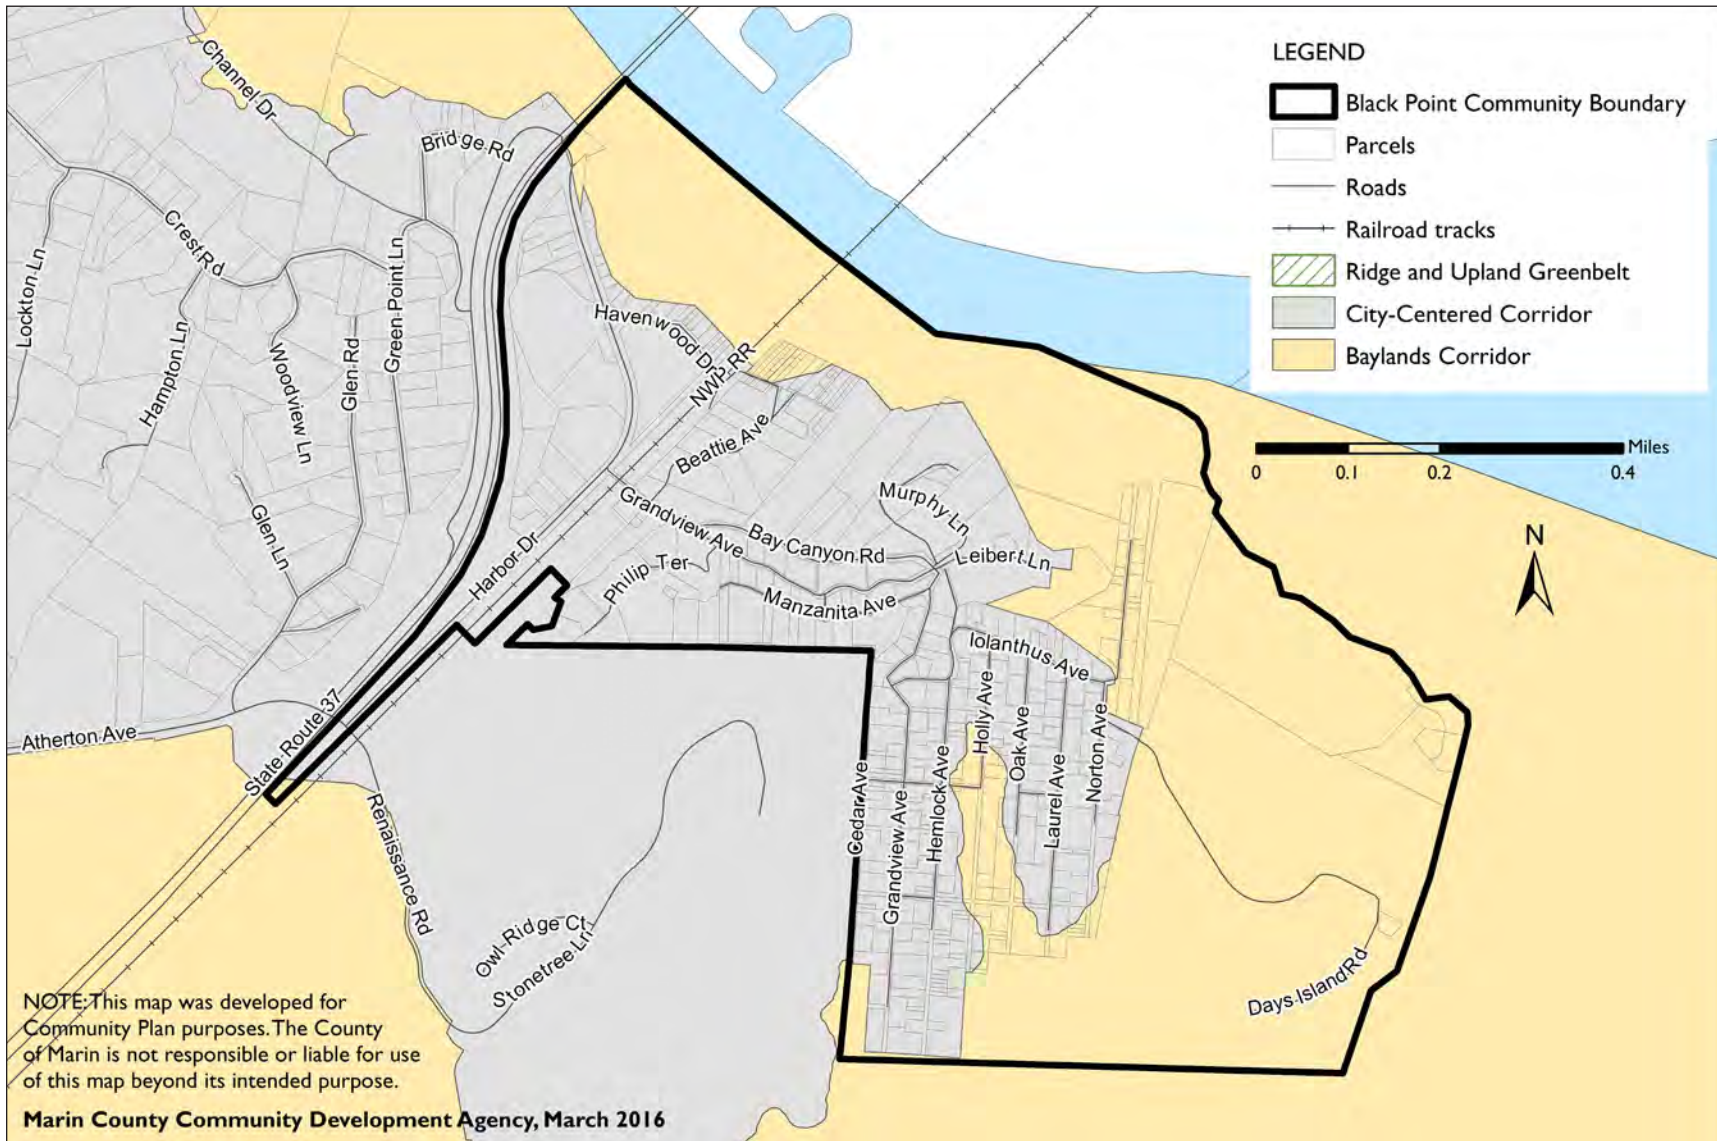 LEGEND
Black Point Community Boundary
Parcels
Roads
Railroad tracks
Ridge and Upland Greenbelt
City-Centered Corridor
Baylands Corridor
Miles
0 0.1 0.2 0.4
N
Channel Dr
Bridge Rd
Crest Rd
Lockton Ln
Green Point Ln
Hampton Ln
Woodview Ln
Glen Rd
Havenwood Dr
NWP RR
Beattie Ave
Glen Ln
Grandview Ave
Murphy Ln
Bay Canyon Rd
Leibert Ln
Harbor Dr
Philip Ter
Manzanita Ave
Iolanthus Ave
Atherton Ave
State Route 37
Holly Ave
Oak Ave
Norton Ave
Cedar Ave
Hemlock Ave
Laurel Ave
Grandview Ave
Renaissance Rd
Owl Ridge Ct
Stonetree Ln
Days Island Rd
NOTE: This map was developed for
Community Plan purposes. The County
of Marin is not responsible or liable for use
of this map beyond its intended purpose.
Marin County Community Development Agency, March 2016